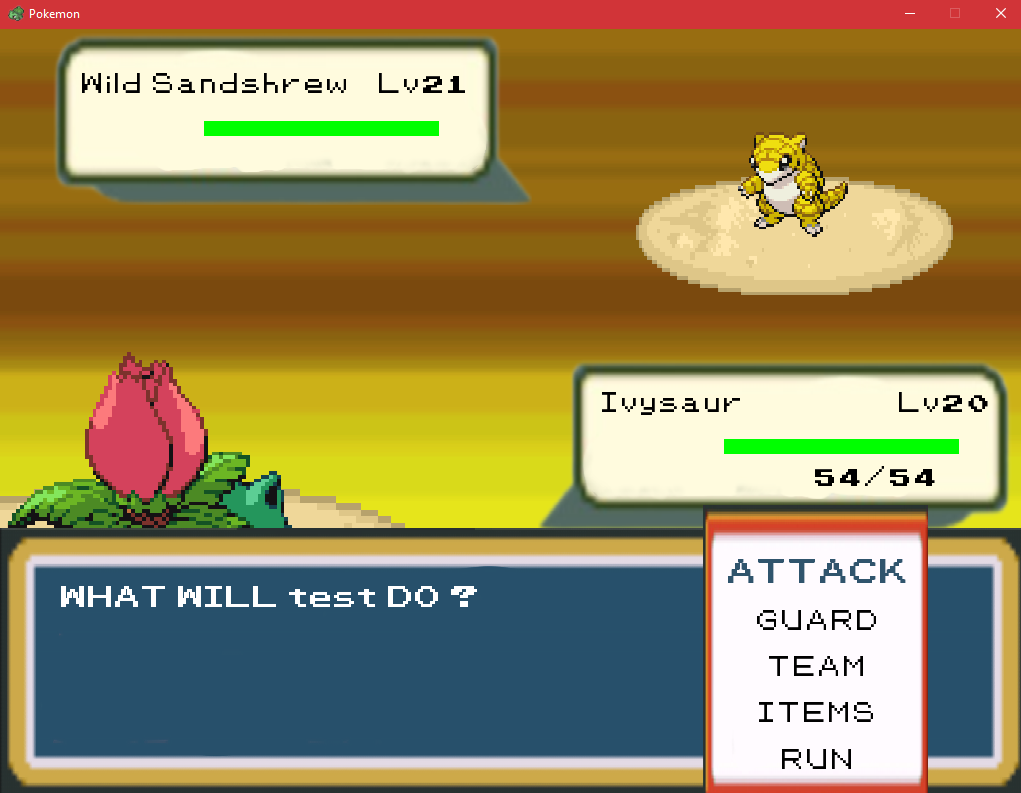 Pokemon
Wild Sandshrew Lv21
Ivysaur Lv20
54/54
WHAT WILL test DO ?
ATTACK
GUARD
TEAM
ITEMS
RUN